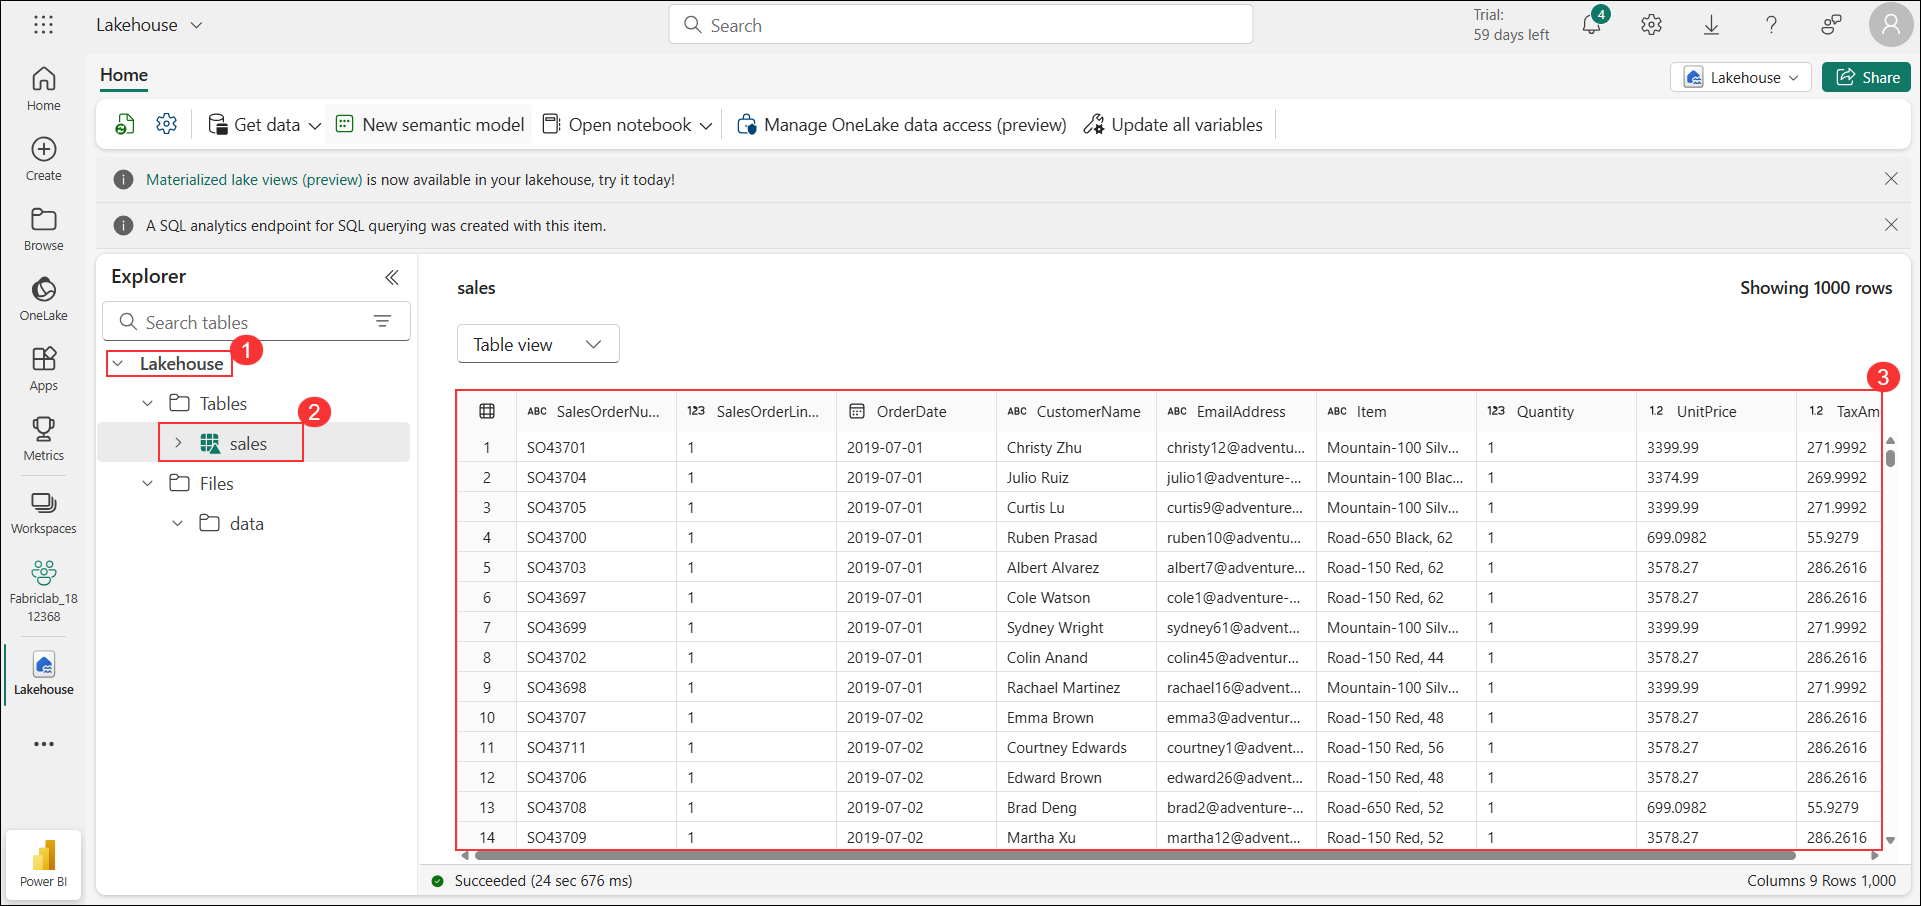 Lakehouse
Search
Trial:
59 days left
4
Home
Lakehouse
Share
Get data
New semantic model
Open notebook
Manage OneLake data access (preview)
Update all variables
Materialized lake views (preview) is now available in your lakehouse, try it today!
A SQL analytics endpoint for SQL querying was created with this item.
Home
Create
Browse
OneLake
Apps
Metrics
Workspaces
Fabriclab_18
12368
Lakehouse
Power BI
Explorer
Search tables
Lakehouse
1
Tables
2
sales
Files
data
sales
Showing 1000 rows
Table view
3
ABC SalesOrderNu... 123 SalesOrderLin... OrderDate ABC CustomerName ABC EmailAddress ABC Item 123 Quantity 1.2 UnitPrice 1.2 TaxAm
1 SO43701 1 2019-07-01 Christy Zhu christy12@adventu... Mountain-100 Silv... 1 3399.99 271.9992
2 SO43704 1 2019-07-01 Julio Ruiz julio1@adventure-... Mountain-100 Blac... 1 3374.99 269.9992
3 SO43705 1 2019-07-01 Curtis Lu curtis9@adventure... Mountain-100 Silv... 1 3399.99 271.9992
4 SO43700 1 2019-07-01 Ruben Prasad ruben10@adventu... Road-650 Black, 62 1 699.0982 55.9279
5 SO43703 1 2019-07-01 Albert Alvarez albert7@adventure... Road-150 Red, 62 1 3578.27 286.2616
6 SO43697 1 2019-07-01 Cole Watson cole1@adventure-... Road-150 Red, 62 1 3578.27 286.2616
7 SO43699 1 2019-07-01 Sydney Wright sydney61@advent... Mountain-100 Silv... 1 3399.99 271.9992
8 SO43702 1 2019-07-01 Colin Anand colin45@adventur... Road-150 Red, 44 1 3578.27 286.2616
9 SO43698 1 2019-07-01 Rachael Martinez rachael16@advent... Mountain-100 Silv... 1 3399.99 271.9992
10 SO43707 1 2019-07-02 Emma Brown emma3@adventur... Road-150 Red, 48 1 3578.27 286.2616
11 SO43711 1 2019-07-02 Courtney Edwards courtney1@advent... Road-150 Red, 56 1 3578.27 286.2616
12 SO43706 1 2019-07-02 Edward Brown edward26@advent... Road-150 Red, 48 1 3578.27 286.2616
13 SO43708 1 2019-07-02 Brad Deng brad2@adventure-... Road-650 Red, 52 1 699.0982 55.9279
14 SO43709 1 2019-07-02 Martha Xu martha12@advent... Road-150 Red, 52 1 3578.27 286.2616
Succeeded (24 sec 676 ms)
Columns 9 Rows 1,000